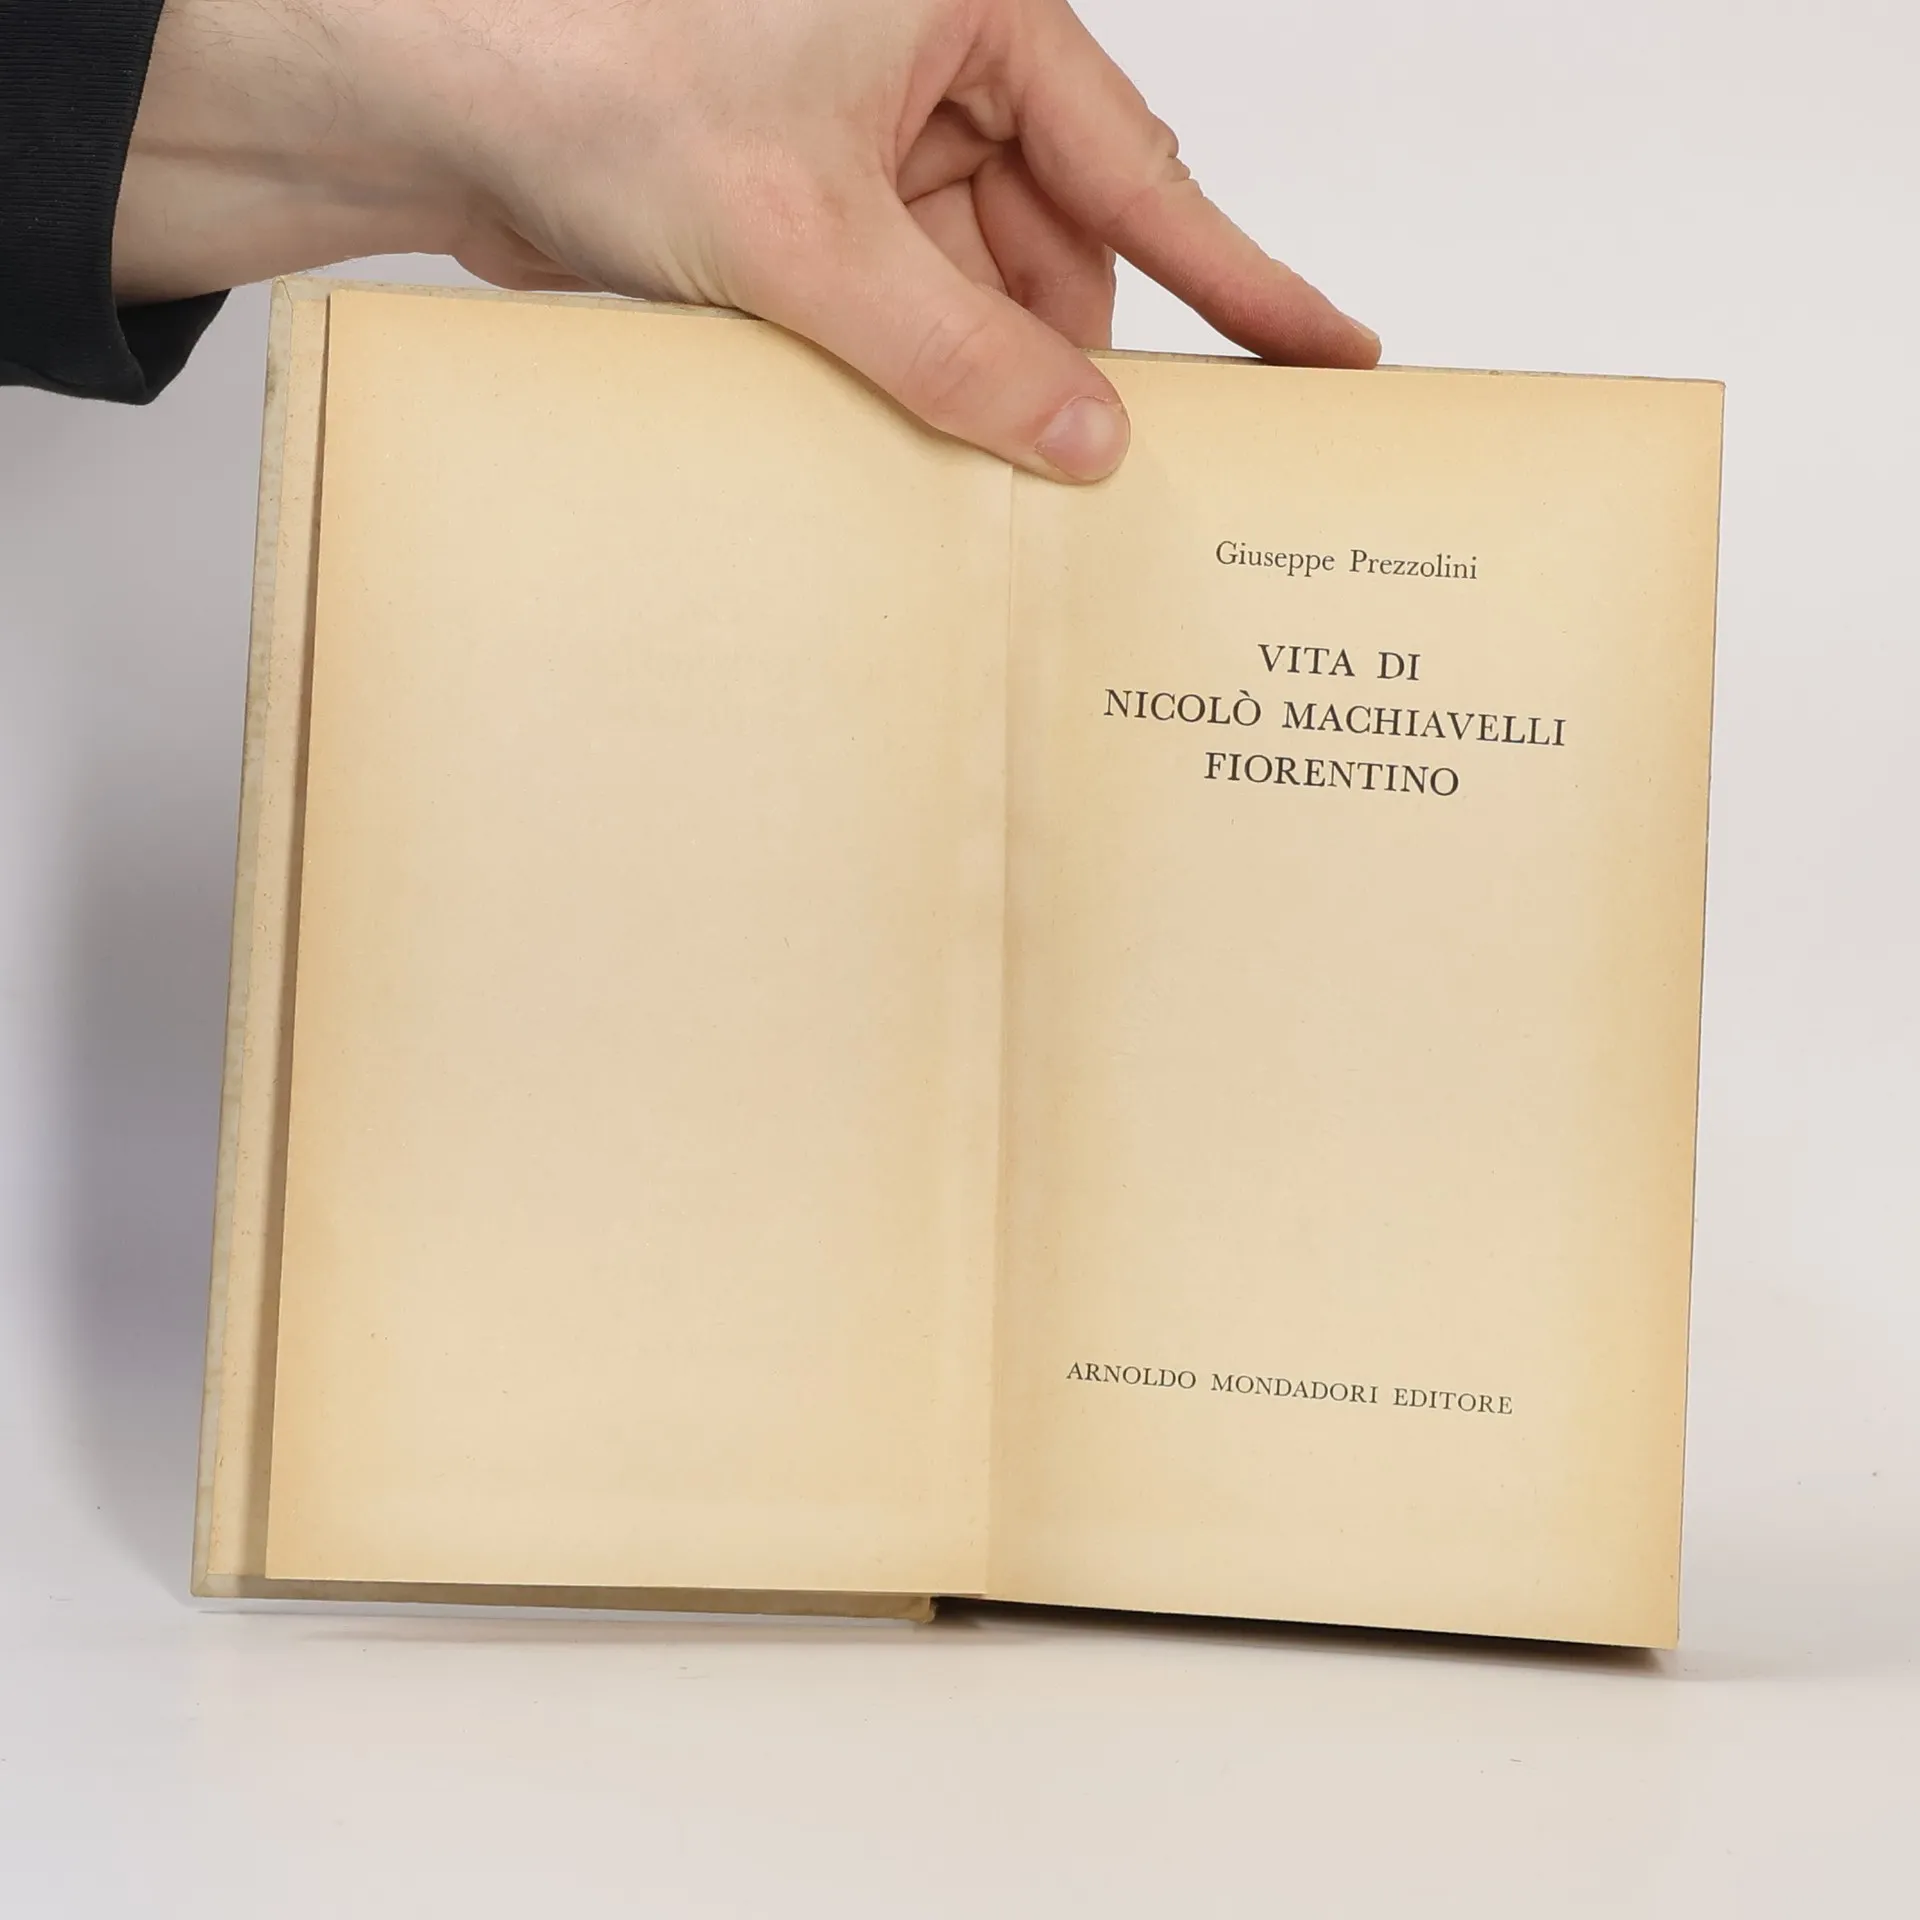 Giuseppe Prezzolini
VITA DI
NICOLÒ MACHIAVELLI
FIORENTINO
ARNOLDO MONDADORI EDITORE